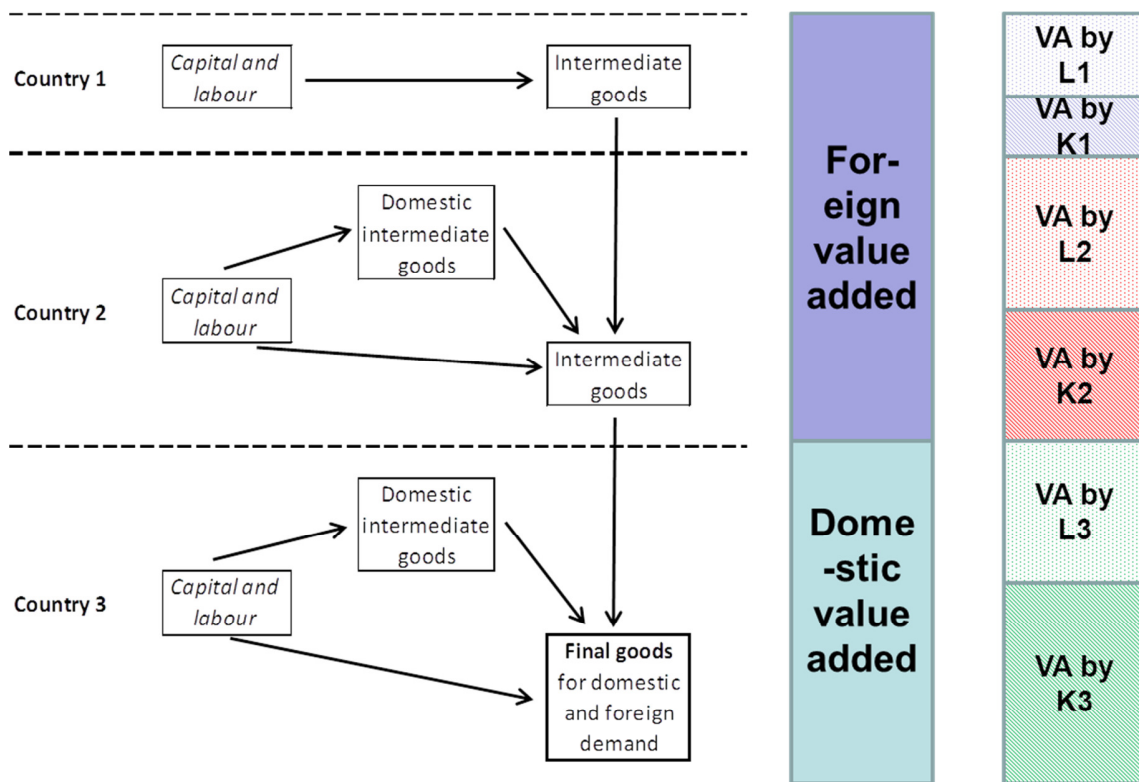 Country 1
Capital and
labour
Intermediate
goods
Country 2
Domestic
intermediate
goods
Capital and
labour
Intermediate
goods
Country 3
Domestic
intermediate
goods
Capital and
labour
Final goods
for domestic
and foreign
demand
For-
eign
value
added
Dome
-stic
value
added
VA by
L1
VA by
K1
VA by
L2
VA by
K2
VA by
L3
VA by
K3